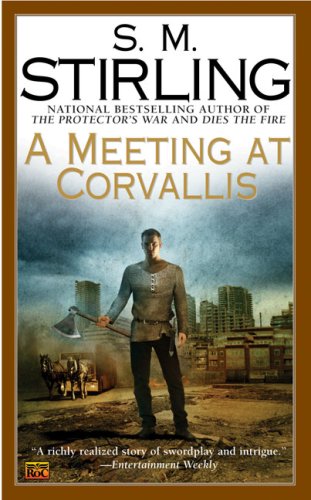 S. M.
STIRLING
NATIONAL BESTSELLING AUTHOR OF
THE PROTECTOR'S WAR AND DIES THE FIRE
A MEETING AT
CORVALLIS
"A richly realized story of swordplay and intrigue."
—Entertainment Weekly
ROC